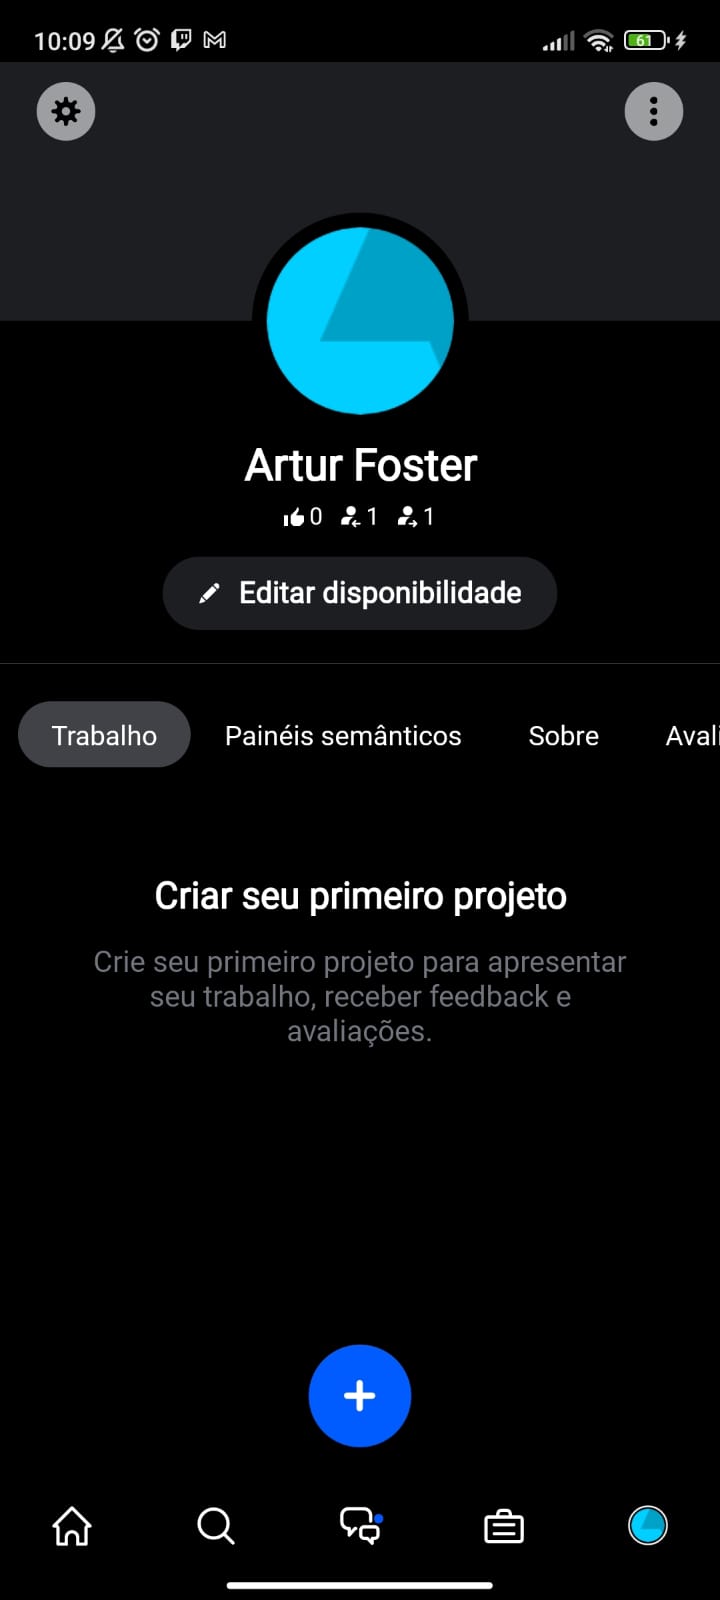 10:09
61
Artur Foster
0 1 1
Editar disponibilidade
Trabalho Painéis semânticos Sobre Avali
Criar seu primeiro projeto
Crie seu primeiro projeto para apresentar
seu trabalho, receber feedback e
avaliações.